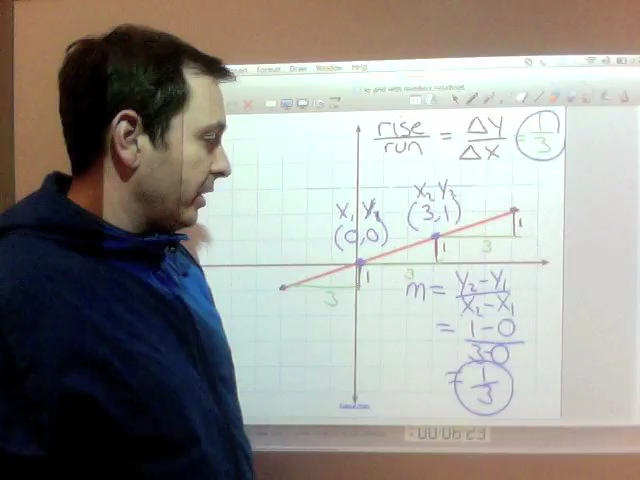 Format Draw Window Help
rise/run = ΔY/ΔX = 1/3
X₁ Y₁ X₂ Y₂
(0,0) (3,1)
1
3
1
3
1
3
m = Y₂-Y₁/X₂-X₁
= 1-0/3-0
= 1/3
00:06:23